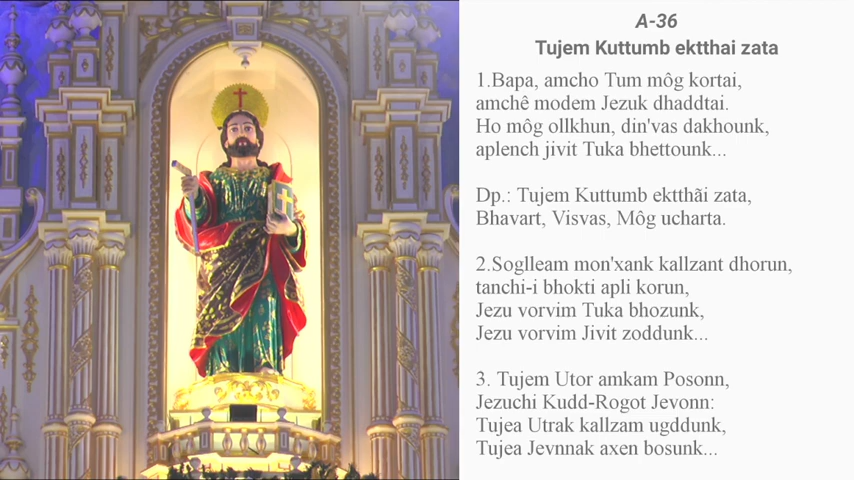 A-36
Tujem Kuttumb ektthai zata
1.Bapa, amcho Tum môg kortai,
amchê modem Jezuk dhaddtai.
Ho môg ollkhun, din'vas dakhounk,
aplench jivit Tuka bhettounk...
Dp.: Tujem Kuttumb ektthãi zata,
Bhavart, Visvas, Môg ucharta.
2.Soglleam mon'xank kallzant dhorun,
tanchi-i bhokti apli korun,
Jezu vorvim Tuka bhozunk,
Jezu vorvim Jivit zoddunk...
3. Tujem Utor amkam Posonn,
Jezuchi Kudd-Rogot Jevonn:
Tujea Utrak kallzam ugddunk,
Tujea Jevnnak axen bosunk...